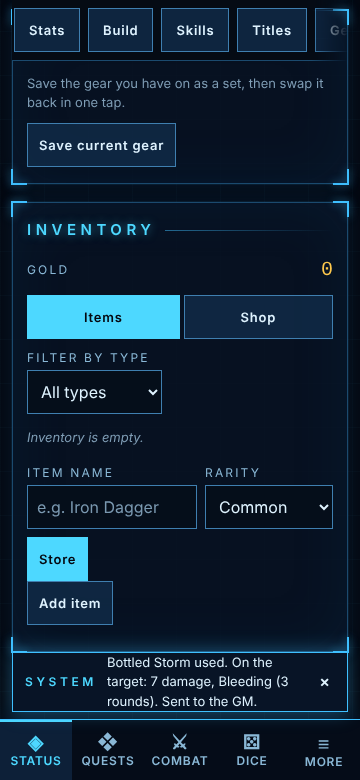 Stats Build Skills Titles Ge
Save the gear you have on as a set, then swap it
back in one tap.
Save current gear
INVENTORY
GOLD 0
Items Shop
FILTER BY TYPE
All types
Inventory is empty.
ITEM NAME RARITY
e.g. Iron Dagger Common
Store
Add item
SYSTEM
Bottled Storm used. On the
target: 7 damage, Bleeding (3
rounds). Sent to the GM.
×
STATUS QUESTS COMBAT DICE MORE